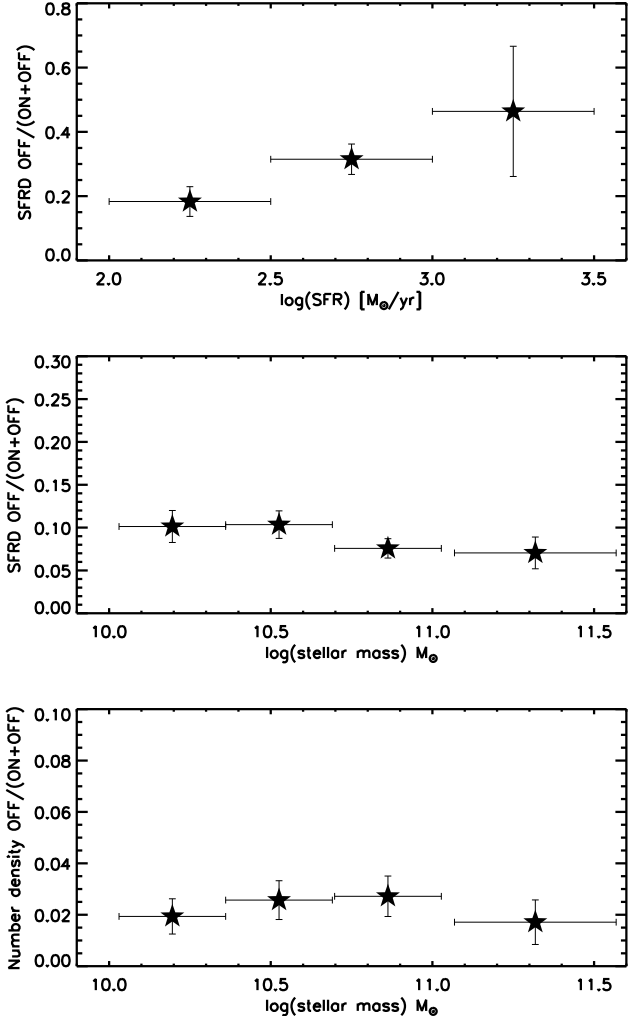 SFRD OFF/(ON+OFF)
0.8
0.6
0.4
0.2
0.0
2.0 2.5 3.0 3.5
log(SFR) [M☉/yr]
SFRD OFF/(ON+OFF)
0.30
0.25
0.20
0.15
0.10
0.05
0.00
10.0 10.5 11.0 11.5
log(stellar mass) M☉
Number density OFF/(ON+OFF)
0.10
0.08
0.06
0.04
0.02
0.00
10.0 10.5 11.0 11.5
log(stellar mass) M☉